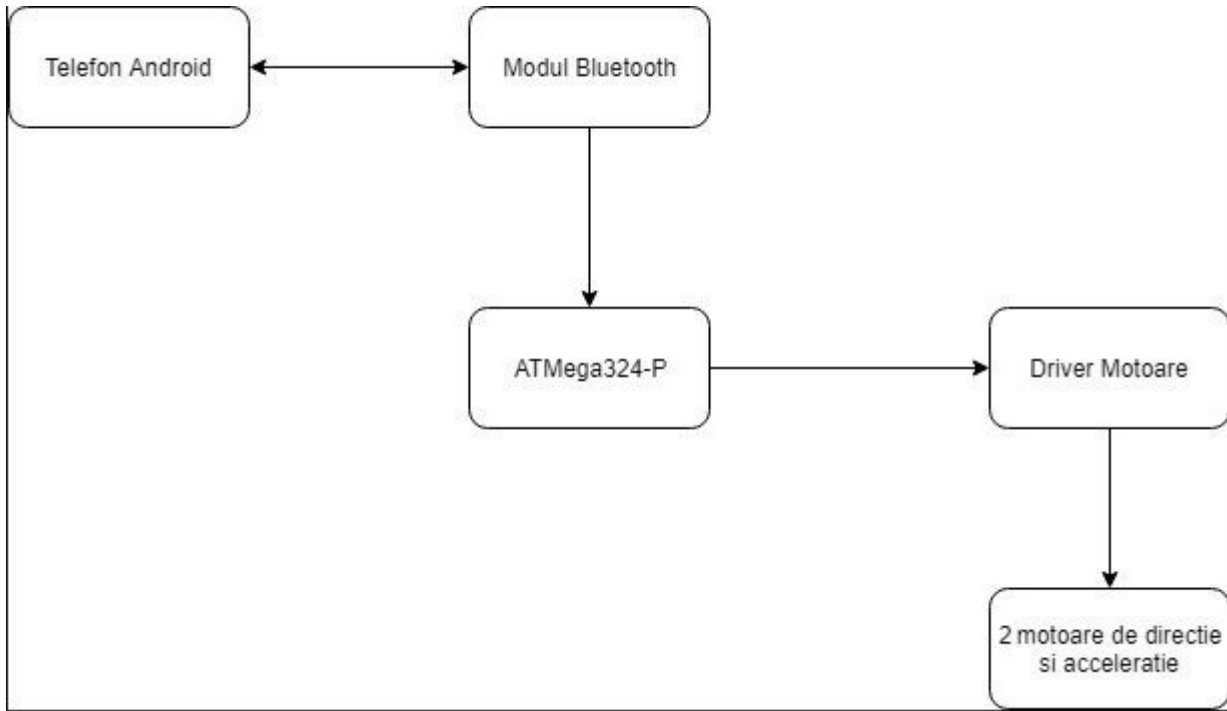 Telefon Android
Modul Bluetooth
ATMega324-P
Driver Motoare
2 motoare de directie
si acceleratie